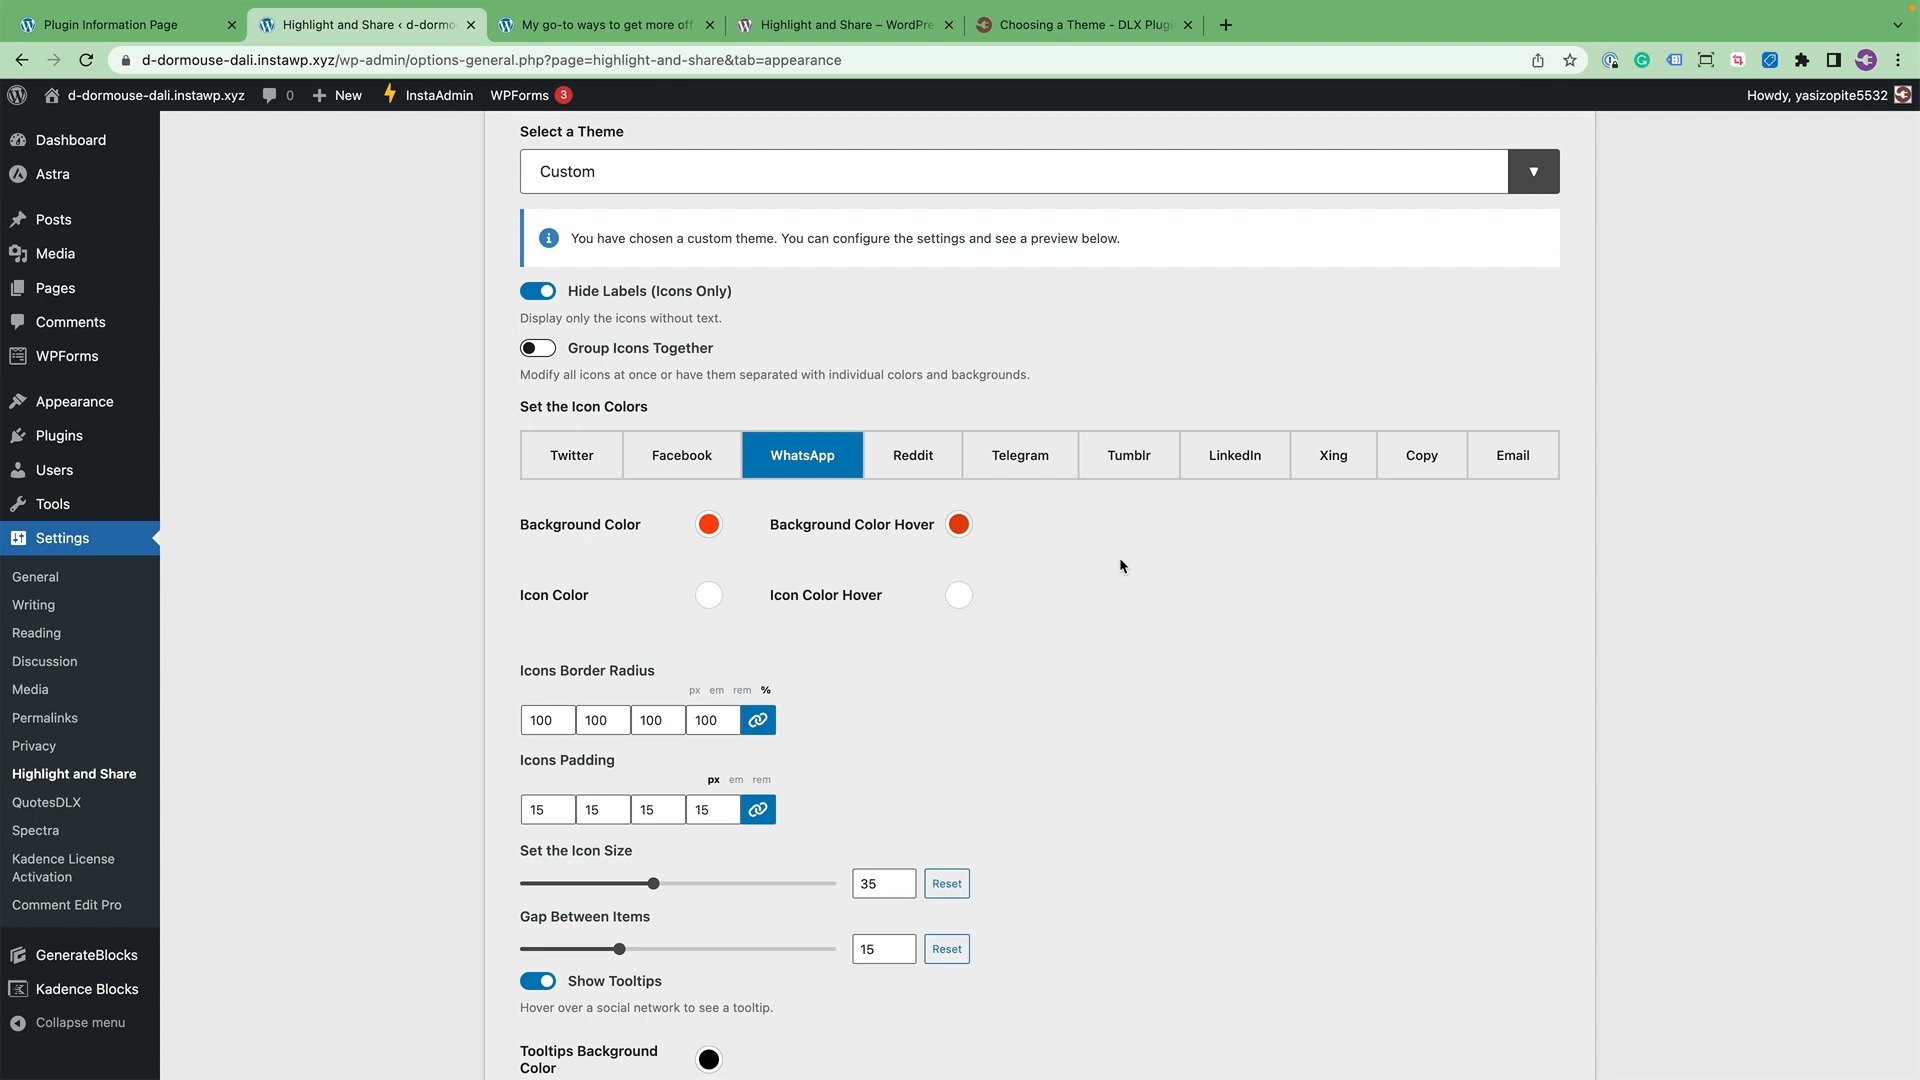 Plugin Information Page
Highlight and Share ‹ d-dormo
My go-to ways to get more off
Highlight and Share – WordPre
Choosing a Theme - DLX Plugi
d-dormouse-dali.instawp.xyz/wp-admin/options-general.php?page=highlight-and-share&tab=appearance
d-dormouse-dali.instawp.xyz
0
New
InstaAdmin
WPForms 3
Howdy, yasizopite5532
Dashboard
Astra
Posts
Media
Pages
Comments
WPForms
Appearance
Plugins
Users
Tools
Settings
General
Writing
Reading
Discussion
Media
Permalinks
Privacy
Highlight and Share
QuotesDLX
Spectra
Kadence License
Activation
Comment Edit Pro
GenerateBlocks
Kadence Blocks
Collapse menu
Select a Theme
Custom
You have chosen a custom theme. You can configure the settings and see a preview below.
Hide Labels (Icons Only)
Display only the icons without text.
Group Icons Together
Modify all icons at once or have them separated with individual colors and backgrounds.
Set the Icon Colors
Twitter Facebook WhatsApp Reddit Telegram Tumblr LinkedIn Xing Copy Email
Background Color Background Color Hover
Icon Color Icon Color Hover
Icons Border Radius
px em rem %
100 100 100 100
Icons Padding
px em rem
15 15 15 15
Set the Icon Size
35 Reset
Gap Between Items
15 Reset
Show Tooltips
Hover over a social network to see a tooltip.
Tooltips Background
Color